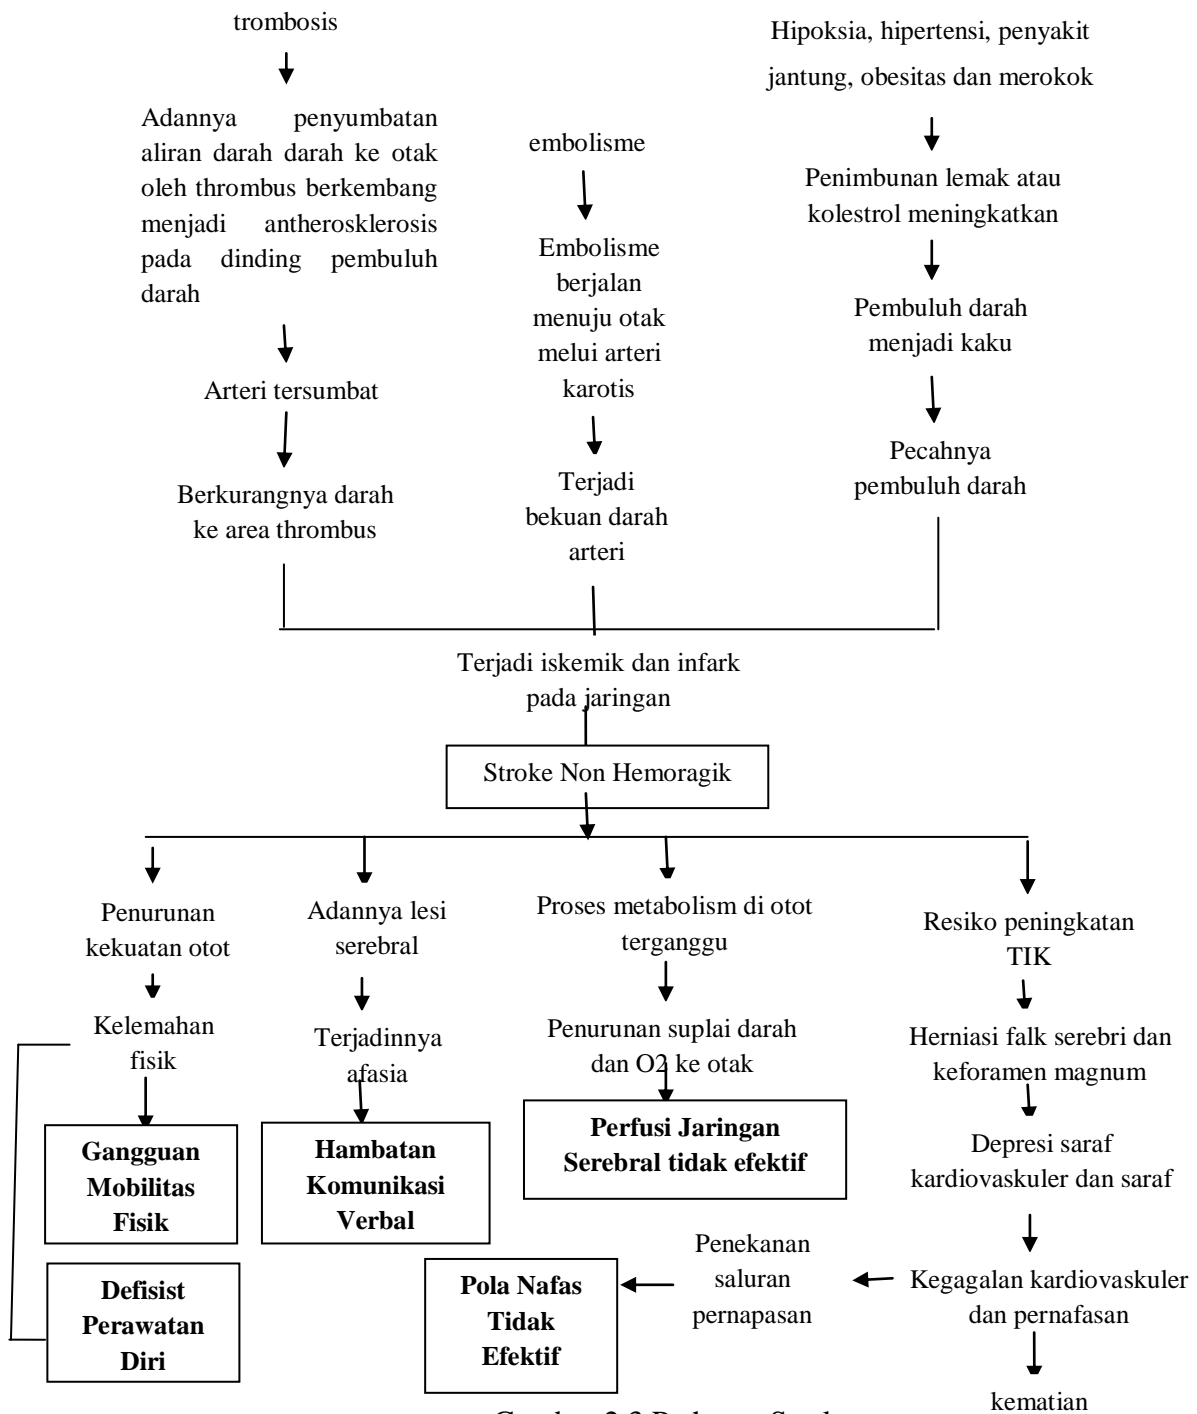 trombosis
Adannya penyumbatan
aliran darah darah ke otak
oleh thrombus berkembang
menjadi antherosklerosis
pada dinding pembuluh
darah
Arteri tersumbat
Berkurangnya darah
ke area thrombus
embolisme
Embolisme
berjalan
menuju otak
melui arteri
karotis
Terjadi
bekuan darah
arteri
Hipoksia, hipertensi, penyakit
jantung, obesitas dan merokok
Penimbunan lemak atau
kolestrol meningkatkan
Pembuluh darah
menjadi kaku
Pecahnya
pembuluh darah
Terjadi iskemik dan infark
pada jaringan
Stroke Non Hemoragik
Penurunan
kekuatan otot
Kelemahan
fisik
Gangguan
Mobilitas
Fisik
Defisist
Perawatan
Diri
Adannya lesi
serebral
Terjadinnya
afasia
Hambatan
Komunikasi
Verbal
Proses metabolism di otot
terganggu
Penurunan suplai darah
dan O2 ke otak
Perfusi Jaringan
Serebral tidak efektif
Resiko peningkatan
TIK
Herniasi falk serebri dan
keforamen magnum
Depresi saraf
kardiovaskuler dan saraf
Kegagalan kardiovaskuler
dan pernafasan
Penekanan
saluran
pernapasan
Pola Nafas
Tidak
Efektif
kematian